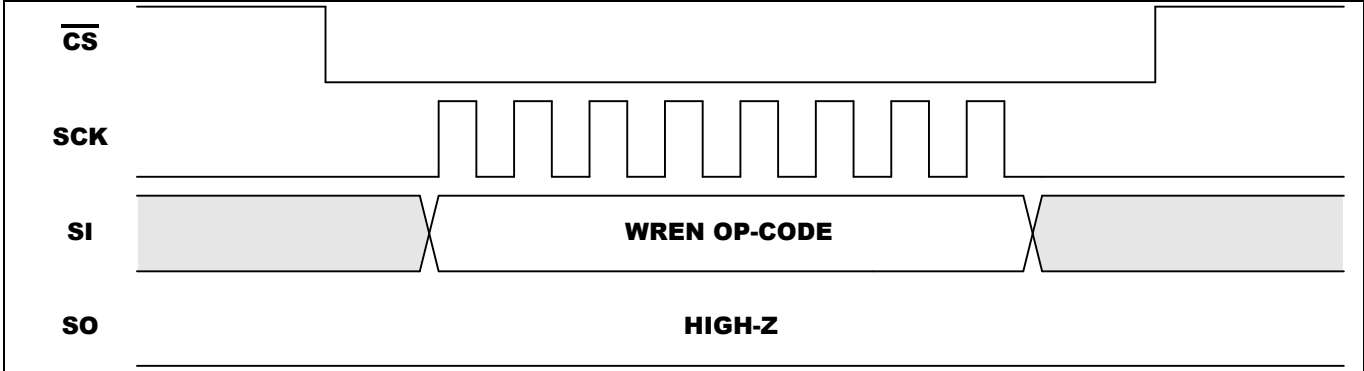 CS
SCK
SI
WREN OP-CODE
SO
HIGH-Z